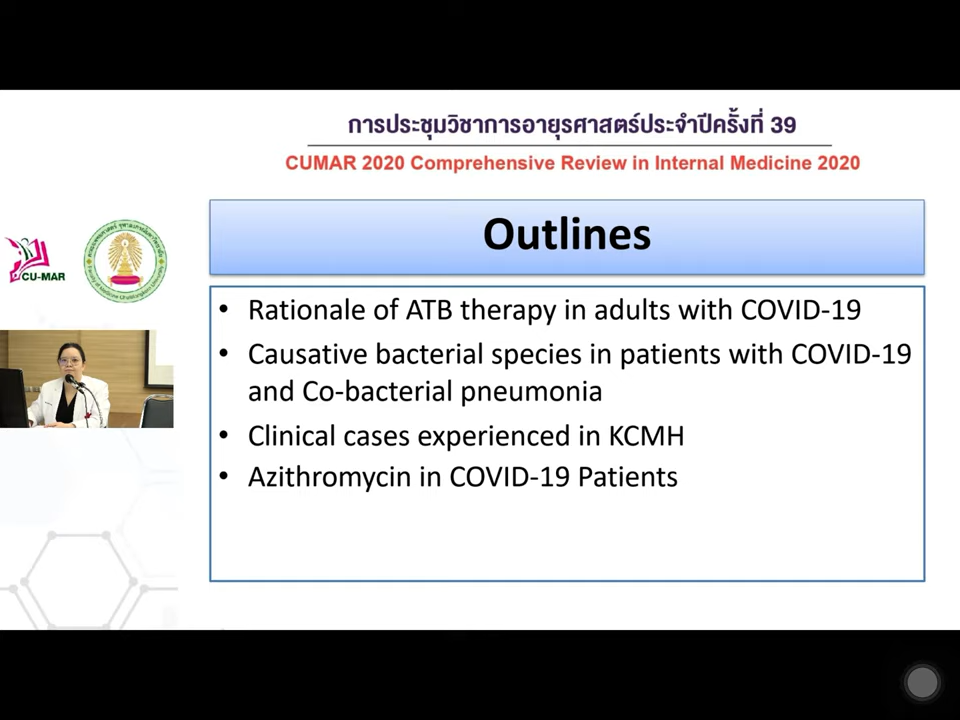 การประชุมวิชาการอายุรศาสตร์ประจำปีครั้งที่ 39
CUMAR 2020 Comprehensive Review in Internal Medicine 2020
Outlines
CU-MAR
• Rationale of ATB therapy in adults with COVID-19
• Causative bacterial species in patients with COVID-19
and Co-bacterial pneumonia
• Clinical cases experienced in KCMH
• Azithromycin in COVID-19 Patients